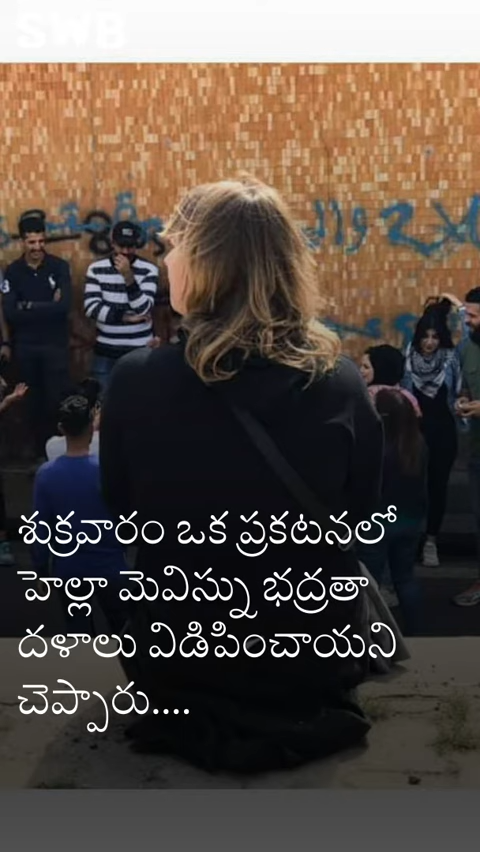 SWB
శుక్రవారం ఒక ప్రకటనలో
హెల్లా మెవిస్ను భద్రతా
దళాలు విడిపించాయని
చెప్పారు....